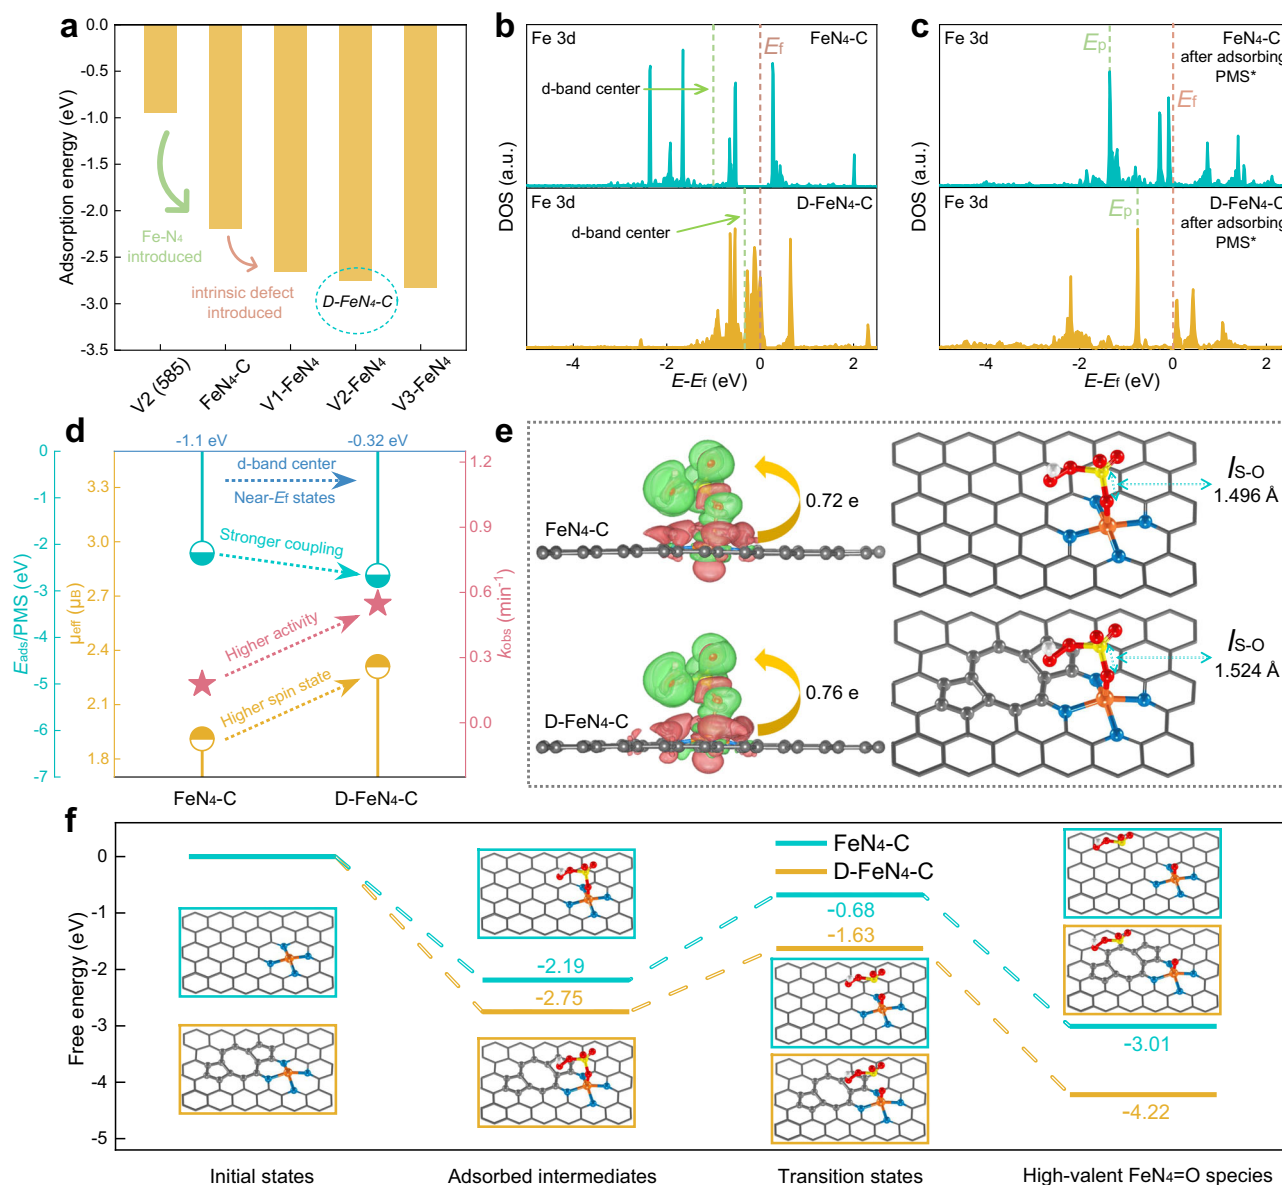 a
Adsorption energy (eV)
0.0
-0.5
-1.0
-1.5
-2.0
-2.5
-3.0
-3.5
Fe-N₄
introduced
intrinsic defect
introduced
D-FeN₄-C
V2 (585)
FeN₄-C
V1-FeN₄
V2-FeN₄
V3-FeN₄
b
DOS (a.u.)
Fe 3d
FeN₄-C
Ef
d-band center
Fe 3d
D-FeN₄-C
d-band center
-4
-2
0
2
E-Ef (eV)
c
DOS (a.u.)
Fe 3d
FeN₄-C
after adsorbing
PMS*
Ep
Ef
Fe 3d
D-FeN₄-C
after adsorbing
PMS*
Ep
-4
-2
0
2
E-Ef (eV)
d
-1.1 eV
-0.32 eV
d-band center
Near-Ef states
Stronger coupling
Higher activity
Higher spin state
Eads/PMS (eV)
0
-1
-2
-3
-4
-5
-6
-7
μeff (μB)
3.3
3.0
2.7
2.4
2.1
1.8
kobs (min⁻¹)
1.2
0.9
0.6
0.3
0.0
FeN₄-C
D-FeN₄-C
e
FeN₄-C
0.72 e
lS-O
1.496 Å
D-FeN₄-C
0.76 e
lS-O
1.524 Å
f
Free energy (eV)
0
-1
-2
-3
-4
-5
FeN₄-C
D-FeN₄-C
-2.19
-2.75
-0.68
-1.63
-3.01
-4.22
Initial states
Adsorbed intermediates
Transition states
High-valent FeN₄=O species